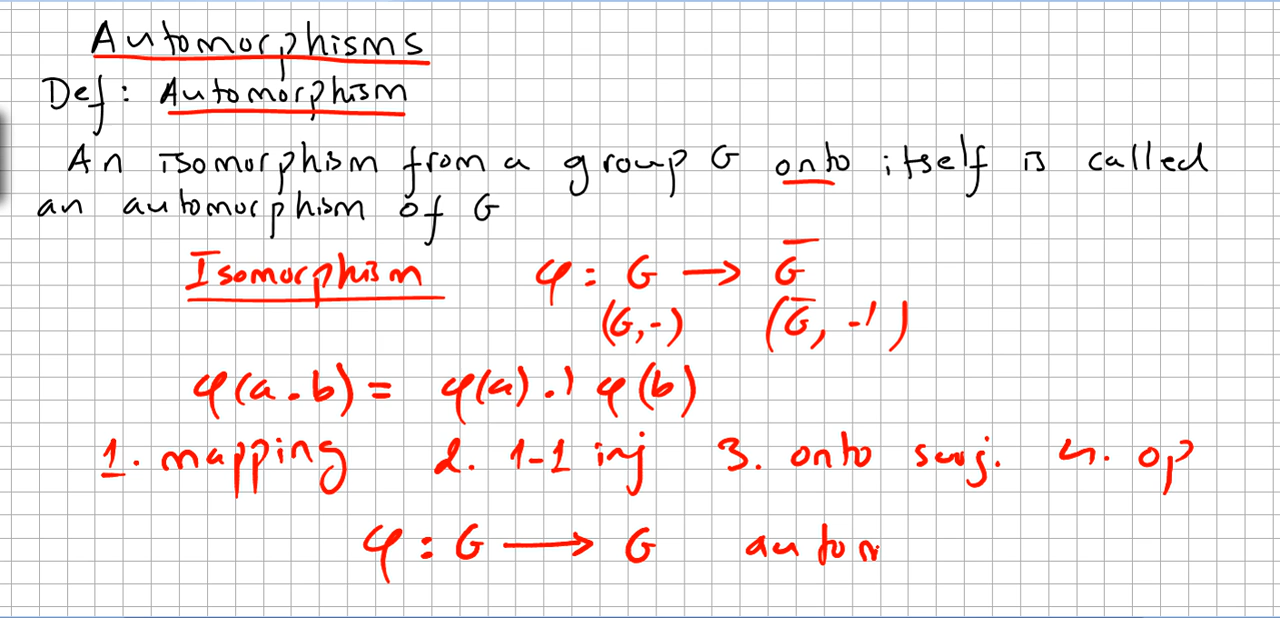 Automorphisms
Def: Automorphism
An isomorphism from a group G onto itself is called
an automorphism of G
Isomorphism φ: G → G̅
(G,·) (G̅, ·')
φ(a·b) = φ(a) ·' φ(b)
1. mapping 2. 1-1 inj 3. onto surj. 4. op
φ: G → G autom